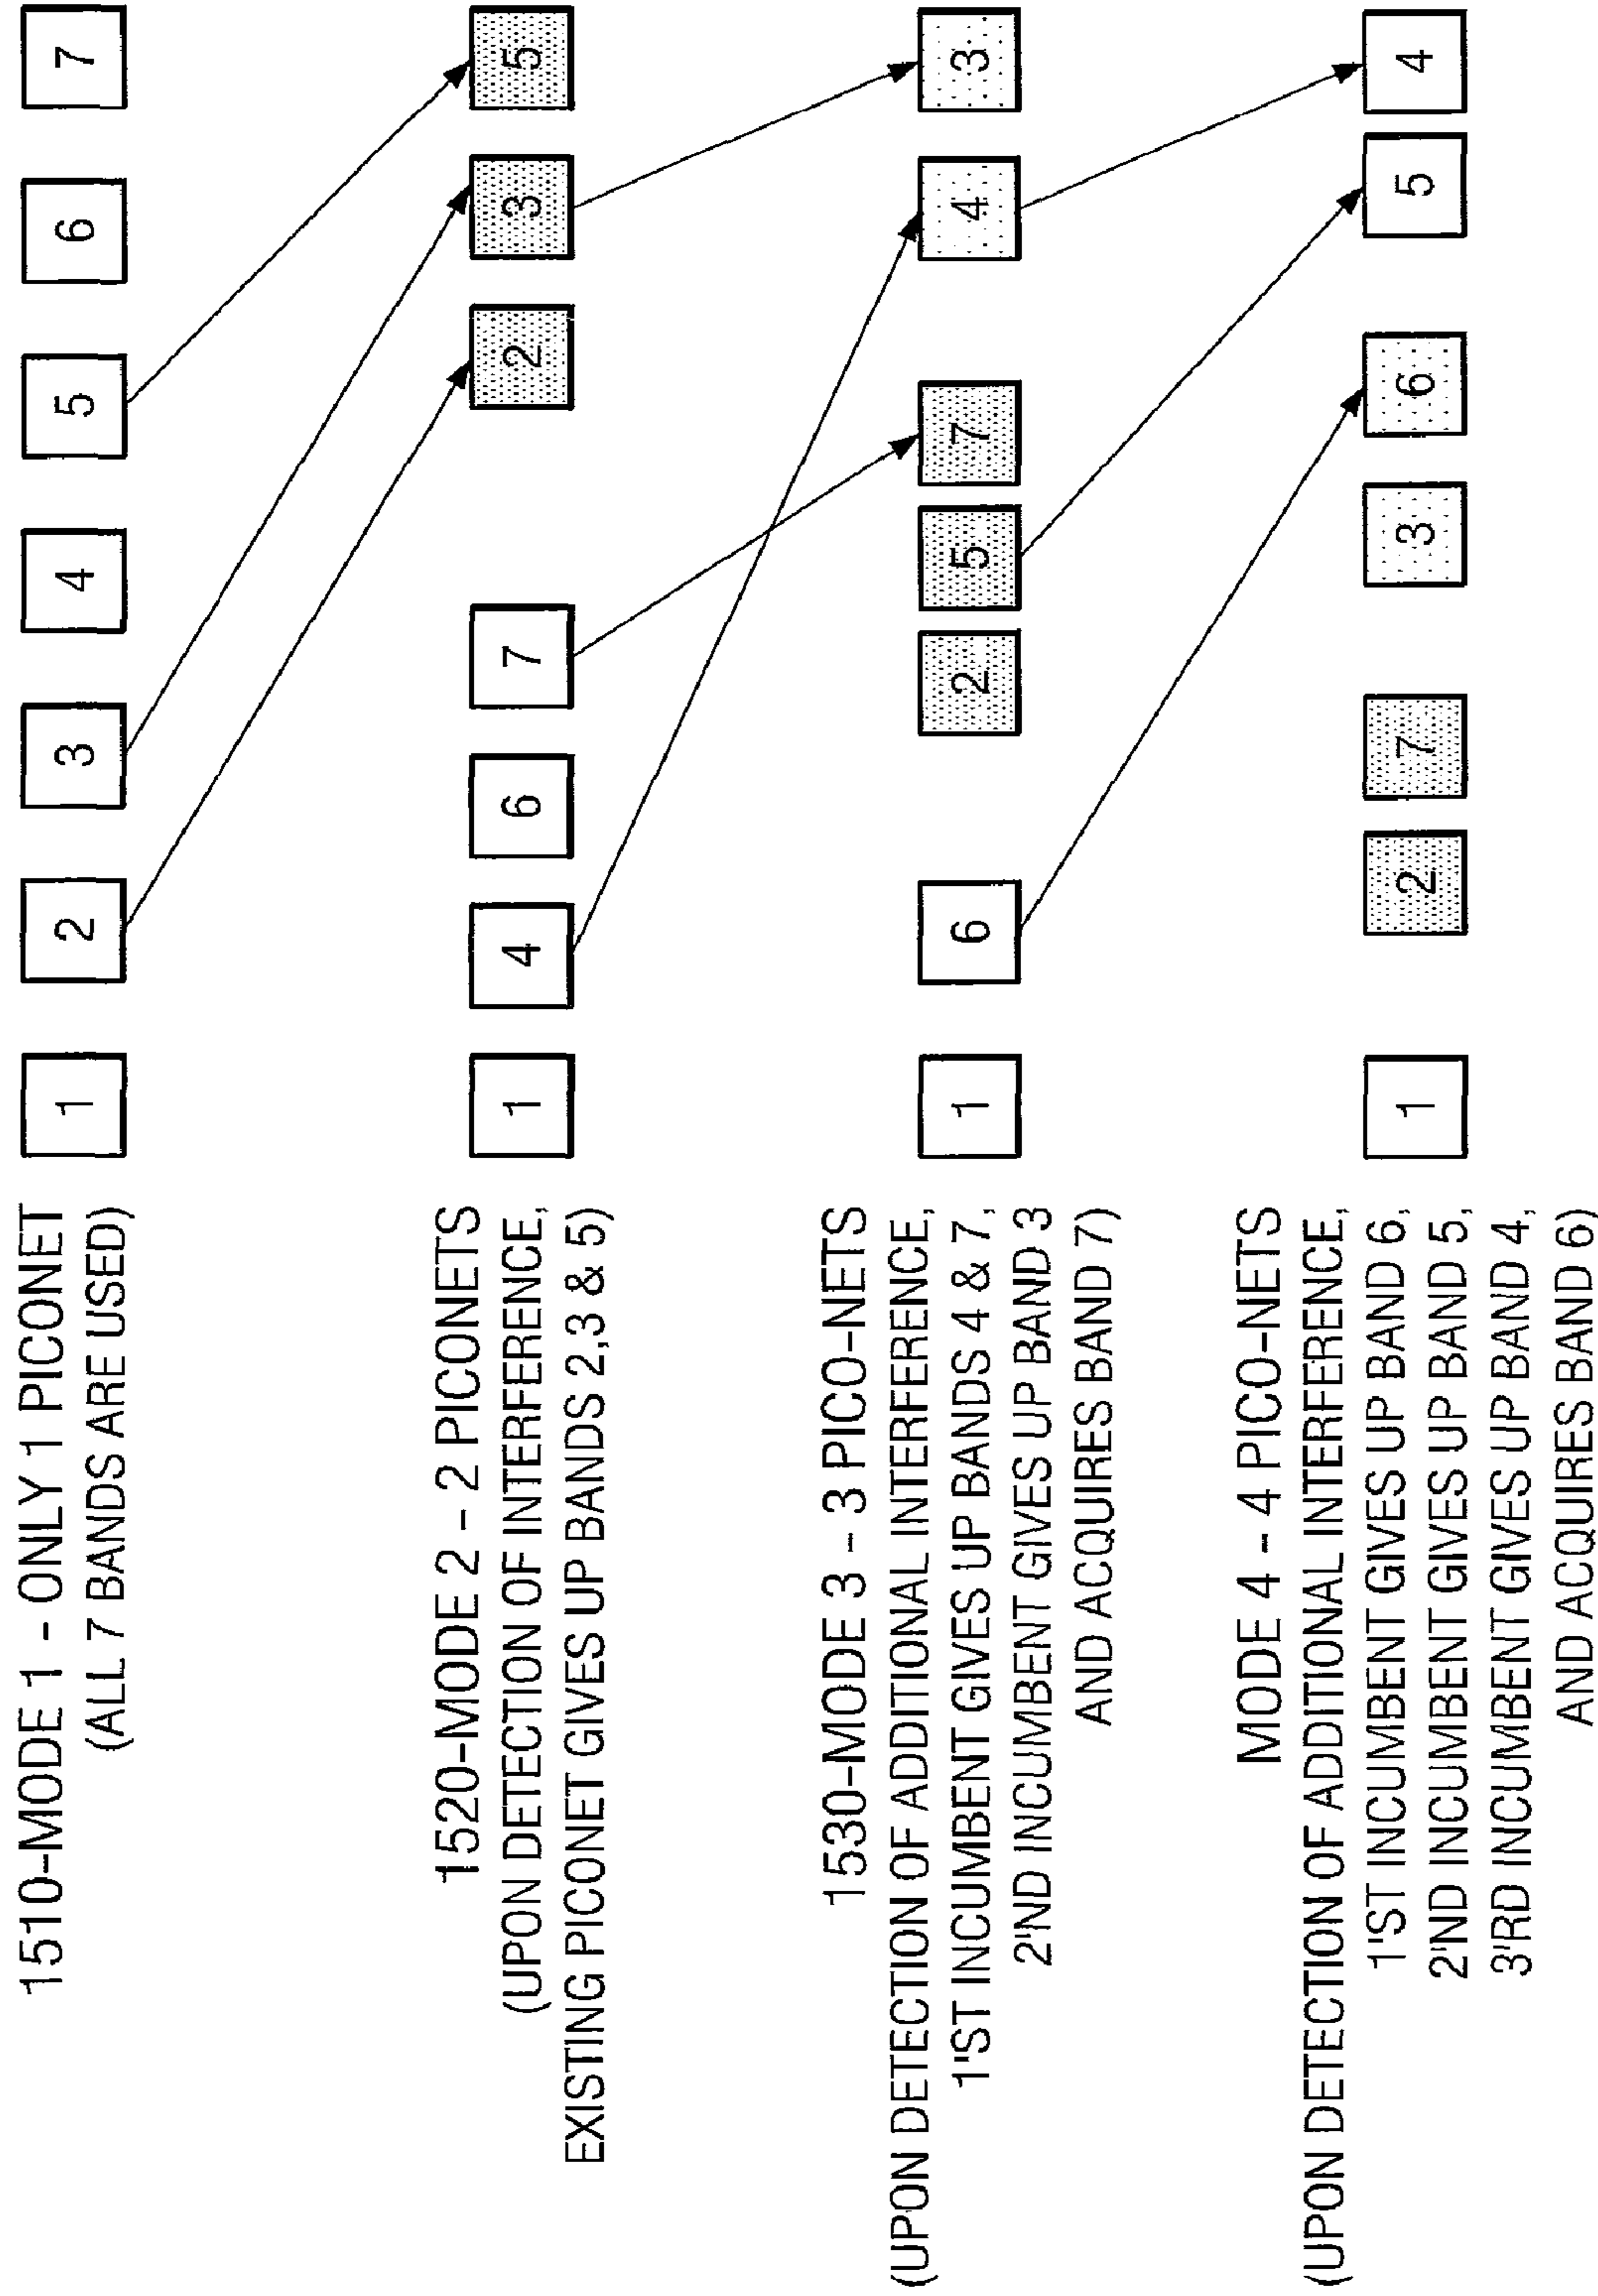 1510-MODE 1 - ONLY 1 PICONET
(ALL 7 BANDS ARE USED)
1 2 3 4 5 6 7
1520-MODE 2 - 2 PICONETS
(UPON DETECTION OF INTERFERENCE,
EXISTING PICONET GIVES UP BANDS 2,3 & 5)
1 4 6 7 2 3 5
1530-MODE 3 - 3 PICO-NETS
(UPON DETECTION OF ADDITIONAL INTERFERENCE,
1'ST INCUMBENT GIVES UP BANDS 4 & 7,
2'ND INCUMBENT GIVES UP BAND 3
AND ACQUIRES BAND 7)
1 6 2 5 7 4 3
MODE 4 - 4 PICO-NETS
(UPON DETECTION OF ADDITIONAL INTERFERENCE,
1'ST INCUMBENT GIVES UP BAND 6,
2'ND INCUMBENT GIVES UP BAND 5,
3'RD INCUMBENT GIVES UP BAND 4,
AND ACQUIRES BAND 6)
1 2 7 3 6 5 4